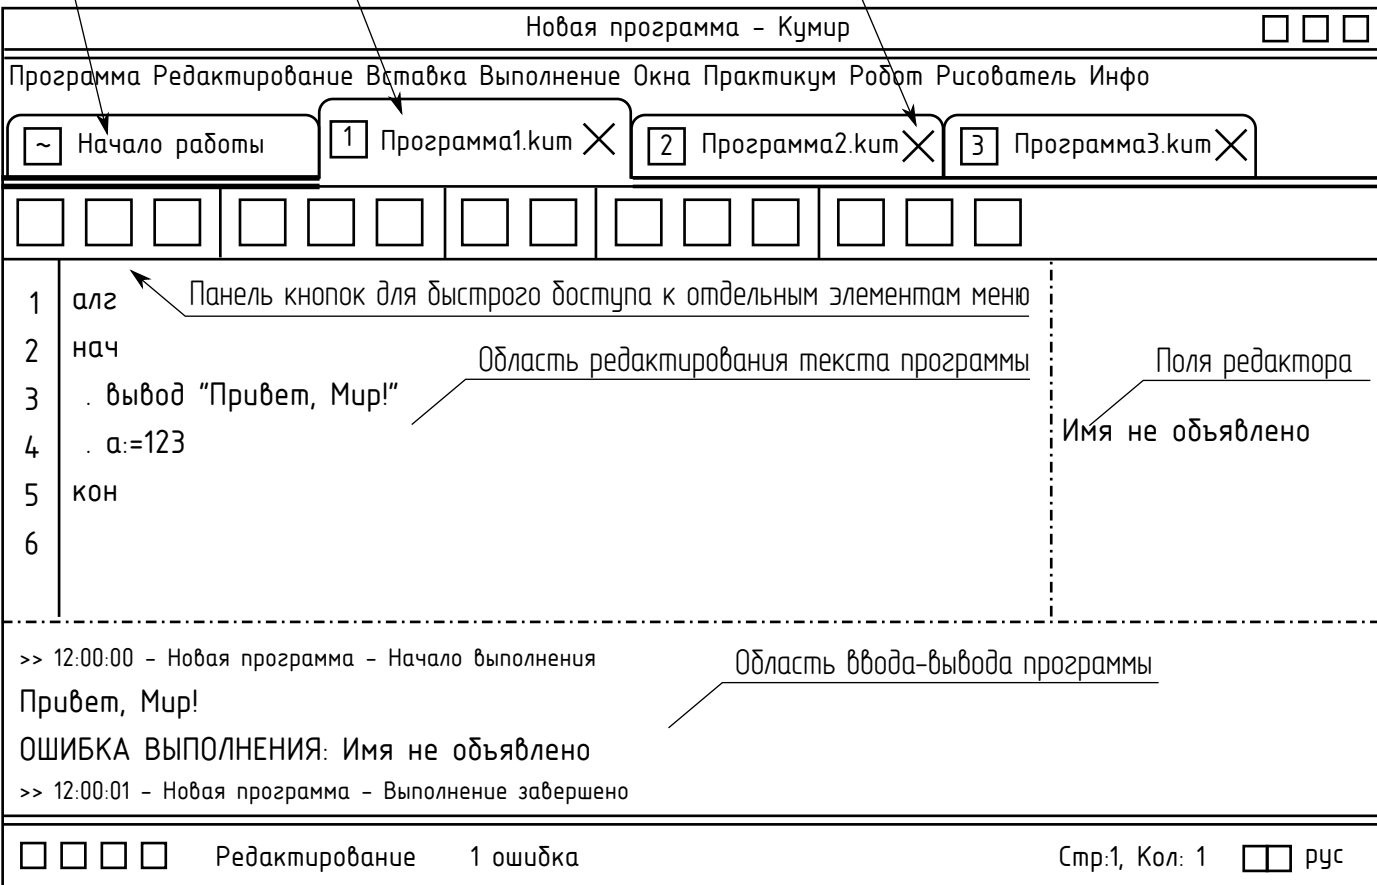 Новая программа - Кумир
Программа Редактирование Вставка Выполнение Окна Практикум Робот Рисователь Инфо
~ Начало работы 1 Программа1.kum 2 Программа2.kum 3 Программа3.kum
Панель кнопок для быстрого доступа к отдельным элементам меню
1 алг
2 нач
Область редактирования текста программы
Поля редактора
3 . вывод "Привет, Мир!"
4 . a:=123
Имя не объявлено
5 кон
6
>> 12:00:00 - Новая программа - Начало выполнения
Область ввода-вывода программы
Привет, Мир!
ОШИБКА ВЫПОЛНЕНИЯ: Имя не объявлено
>> 12:00:01 - Новая программа - Выполнение завершено
Редактирование 1 ошибка Стр:1, Кол: 1 рус